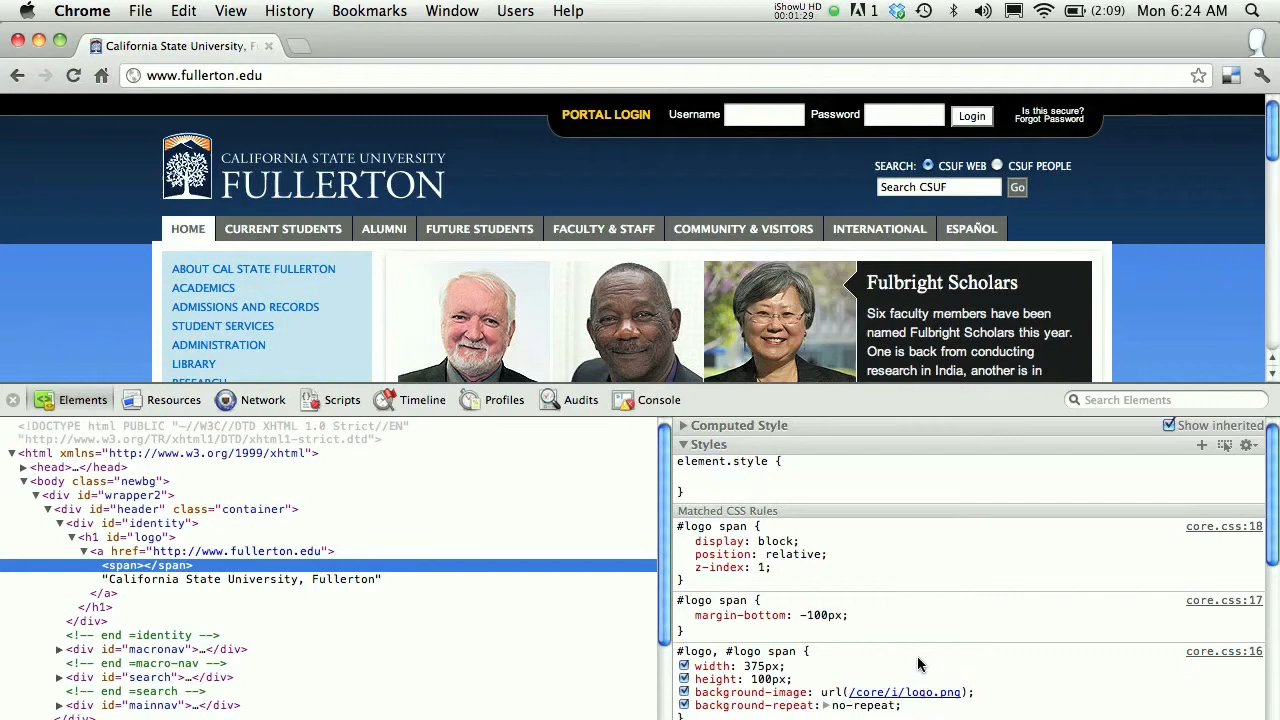 Chrome File Edit View History Bookmarks Window Users Help iShowU HD 00:01:29 1 (2:09) Mon 6:24 AM
California State University, F
www.fullerton.edu
PORTAL LOGIN Username Password Login Is this secure? Forgot Password
CALIFORNIA STATE UNIVERSITY
FULLERTON
SEARCH: CSUF WEB CSUF PEOPLE
Search CSUF Go
HOME CURRENT STUDENTS ALUMNI FUTURE STUDENTS FACULTY & STAFF COMMUNITY & VISITORS INTERNATIONAL ESPAÑOL
ABOUT CAL STATE FULLERTON
ACADEMICS
ADMISSIONS AND RECORDS
STUDENT SERVICES
ADMINISTRATION
LIBRARY
RESEARCH
Fulbright Scholars
Six faculty members have been
named Fulbright Scholars this year.
One is back from conducting
research in India, another is in
Elements Resources Network Scripts Timeline Profiles Audits Console Search Elements
<!DOCTYPE html PUBLIC "-//W3C//DTD XHTML 1.0 Strict//EN"
"http://www.w3.org/TR/xhtml1/DTD/xhtml1-strict.dtd">
<html xmlns="http://www.w3.org/1999/xhtml">
<head>…</head>
<body class="newbg">
<div id="wrapper2">
<div id="header" class="container">
<div id="identity">
<h1 id="logo">
<a href="http://www.fullerton.edu">
<span></span>
"California State University, Fullerton"
</a>
</h1>
</div>
<!-- end =identity -->
<div id="macronav">…</div>
<!-- end =macro-nav -->
<div id="search">…</div>
<!-- end =search -->
<div id="mainnav">…</div>
</div>
Computed Style Show inherited
Styles
element.style {
}
Matched CSS Rules
#logo span { core.css:18
display: block;
position: relative;
z-index: 1;
}
#logo span { core.css:17
margin-bottom: -100px;
}
#logo, #logo span { core.css:16
width: 375px;
height: 100px;
background-image: url(/core/i/logo.png);
background-repeat: no-repeat;
}